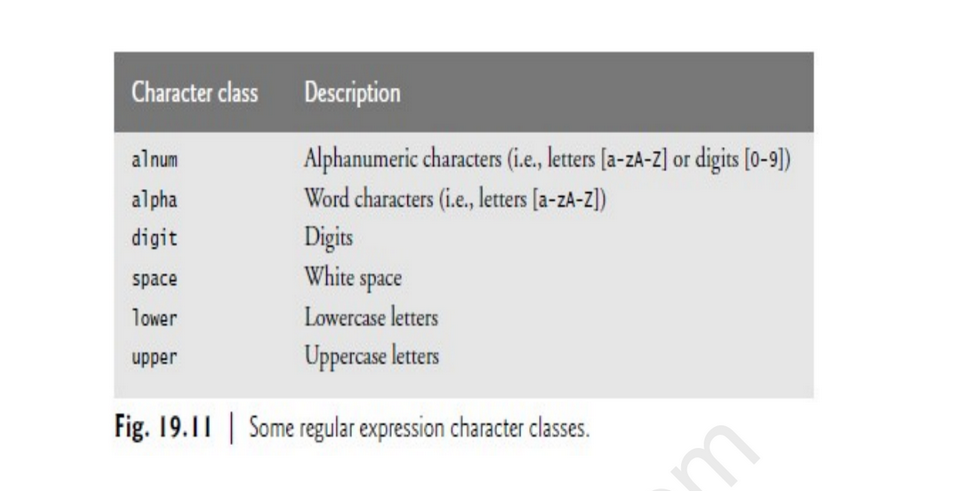 Character class Description
alnum Alphanumeric characters (i.e., letters [a-zA-Z] or digits [0-9])
alpha Word characters (i.e., letters [a-zA-Z])
digit Digits
space White space
lower Lowercase letters
upper Uppercase letters
Fig. 19.11 | Some regular expression character classes.